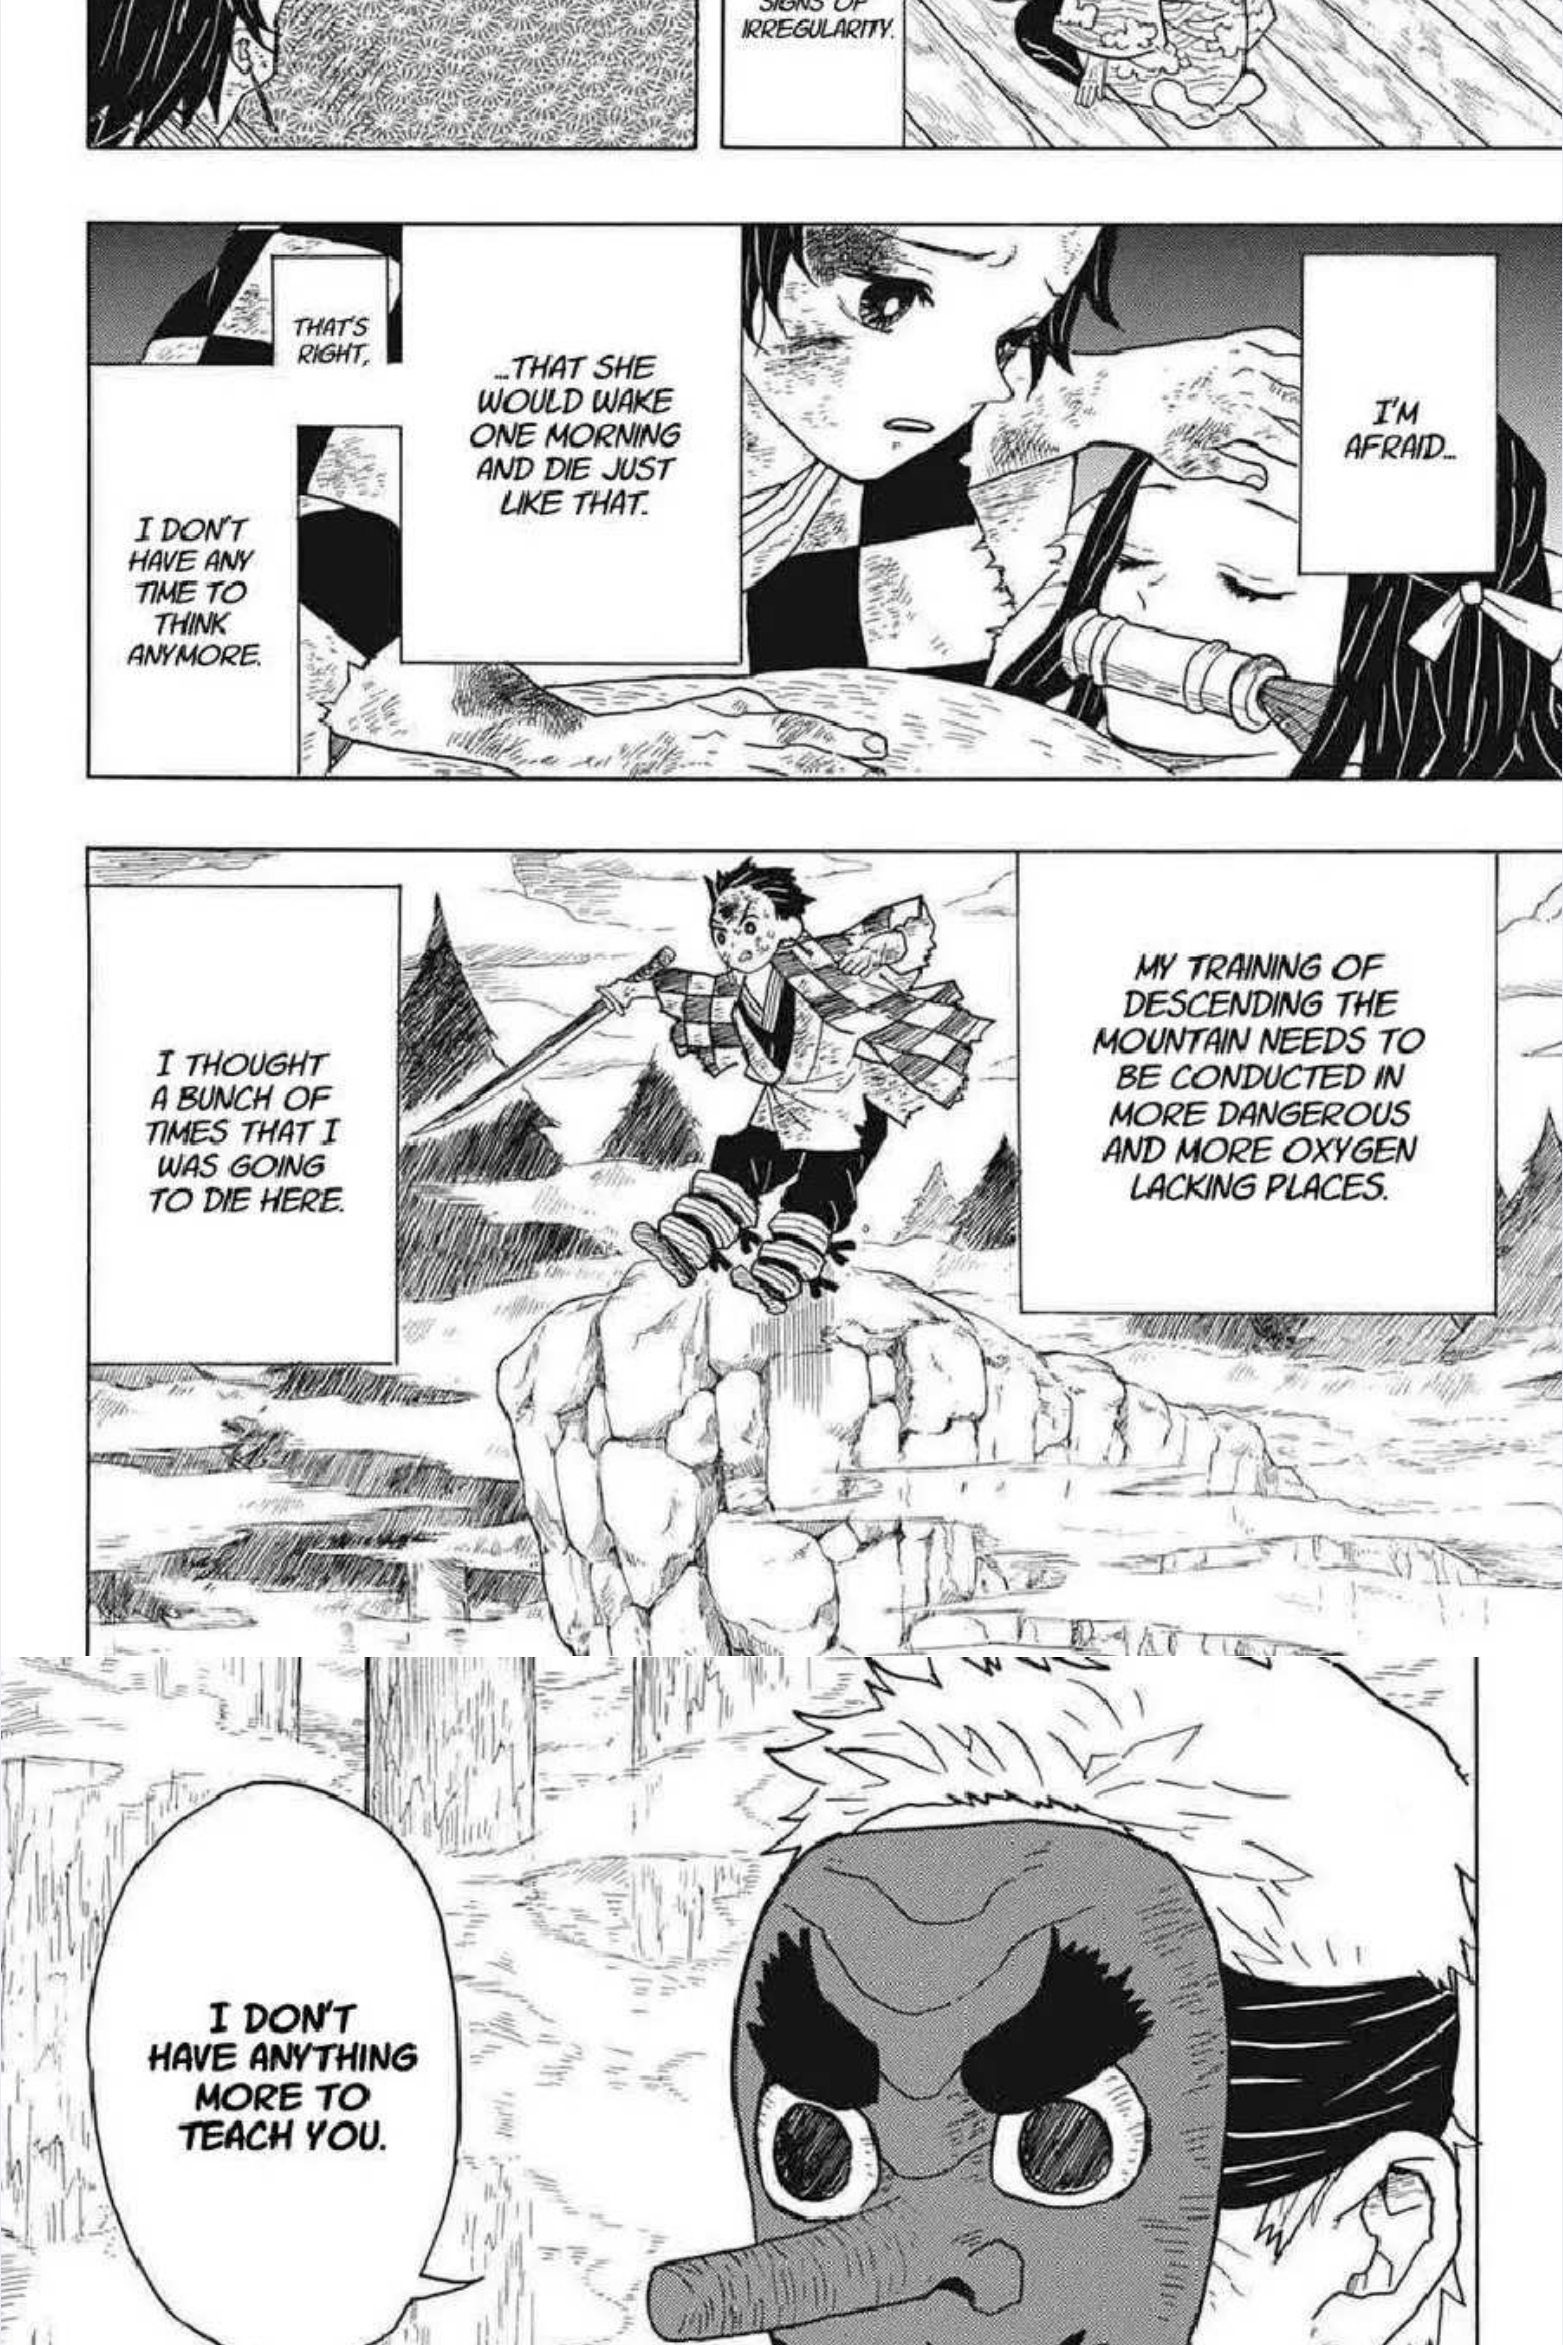 SIGNS OF
IRREGULARITY.
I'M
AFRAID...
...THAT SHE
WOULD WAKE
ONE MORNING
AND DIE JUST
LIKE THAT.
THAT'S
RIGHT,
I DON'T
HAVE ANY
TIME TO
THINK
ANYMORE.
MY TRAINING OF
DESCENDING THE
MOUNTAIN NEEDS TO
BE CONDUCTED IN
MORE DANGEROUS
AND MORE OXYGEN
LACKING PLACES.
I THOUGHT
A BUNCH OF
TIMES THAT I
WAS GOING
TO DIE HERE.
I DON'T
HAVE ANYTHING
MORE TO
TEACH YOU.